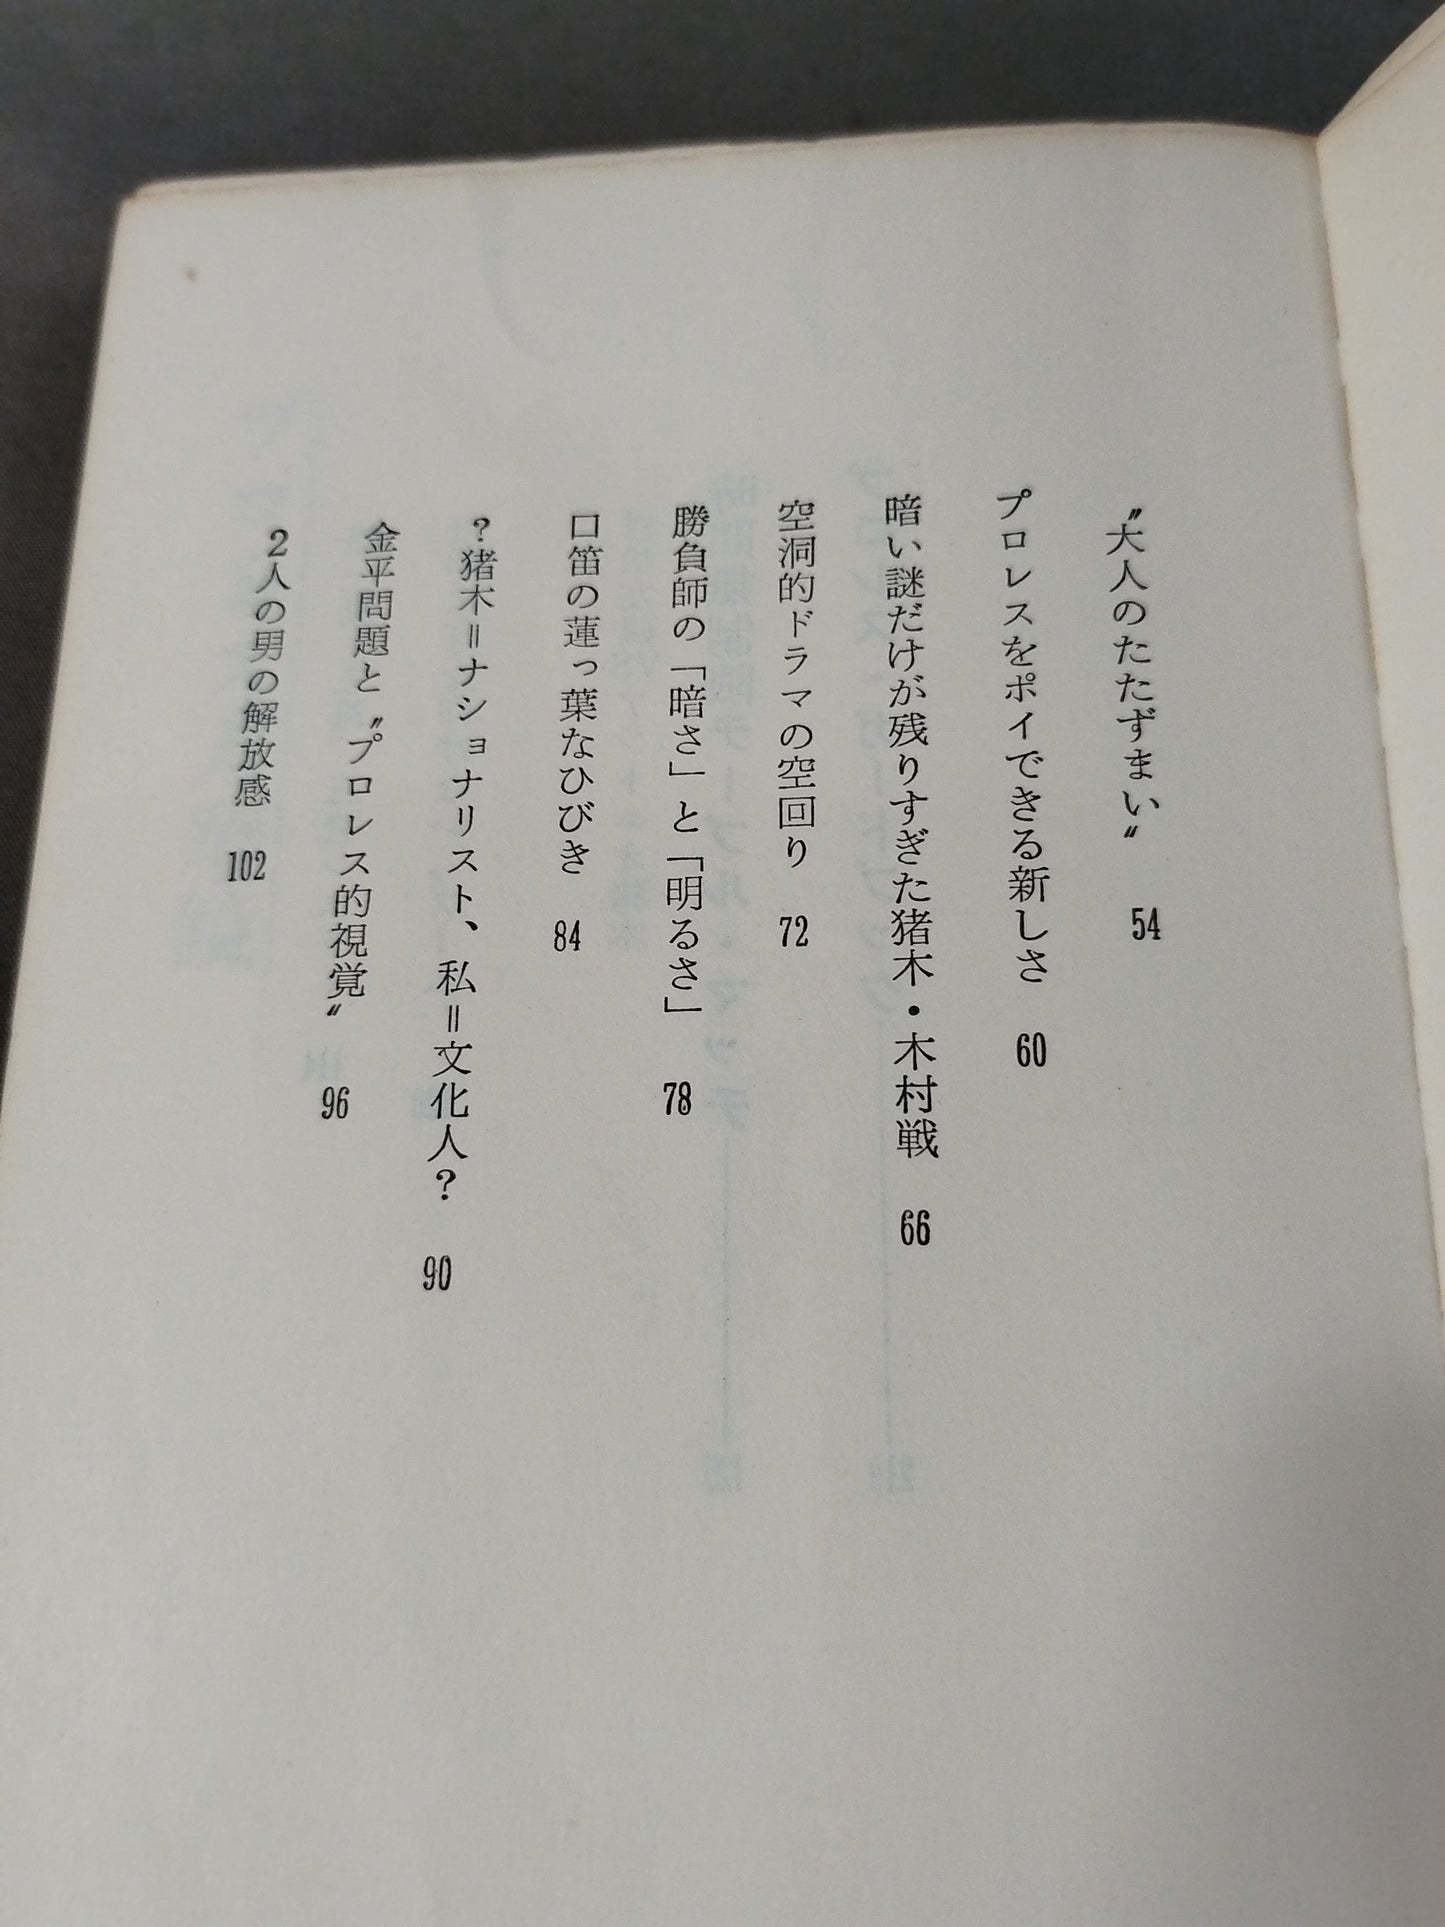 〝大人のたたずまい〟 54
プロレスをポイできる新しさ 60
暗い謎だけが残りすぎた猪木・木村戦 66
空洞的ドラマの空回り 72
勝負師の「暗さ」と「明るさ」 78
口笛の蓮っ葉なひびき 84
？猪木＝ナショナリスト、私＝文化人？ 90
金平問題と〝プロレス的視覚〟 96
2人の男の解放感 102